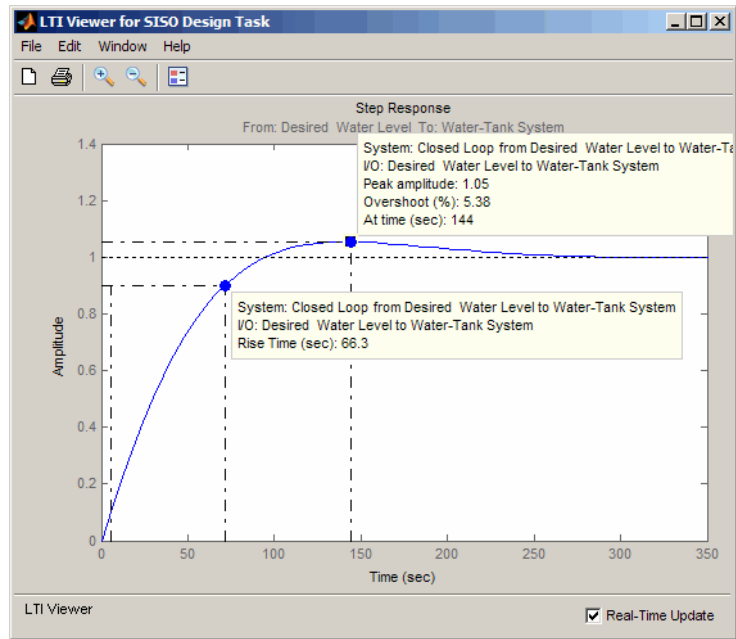 LTI Viewer for SISO Design Task
File Edit Window Help
Step Response
From: Desired Water Level To: Water-Tank System
System: Closed Loop from Desired Water Level to Water-Ta
I/O: Desired Water Level to Water-Tank System
Peak amplitude: 1.05
Overshoot (%): 5.38
At time (sec): 144
System: Closed Loop from Desired Water Level to Water-Tank System
I/O: Desired Water Level to Water-Tank System
Rise Time (sec): 66.3
Amplitude
1.4
1.2
1
0.8
0.6
0.4
0.2
0
0 50 100 150 200 250 300 350
Time (sec)
LTI Viewer
Real-Time Update